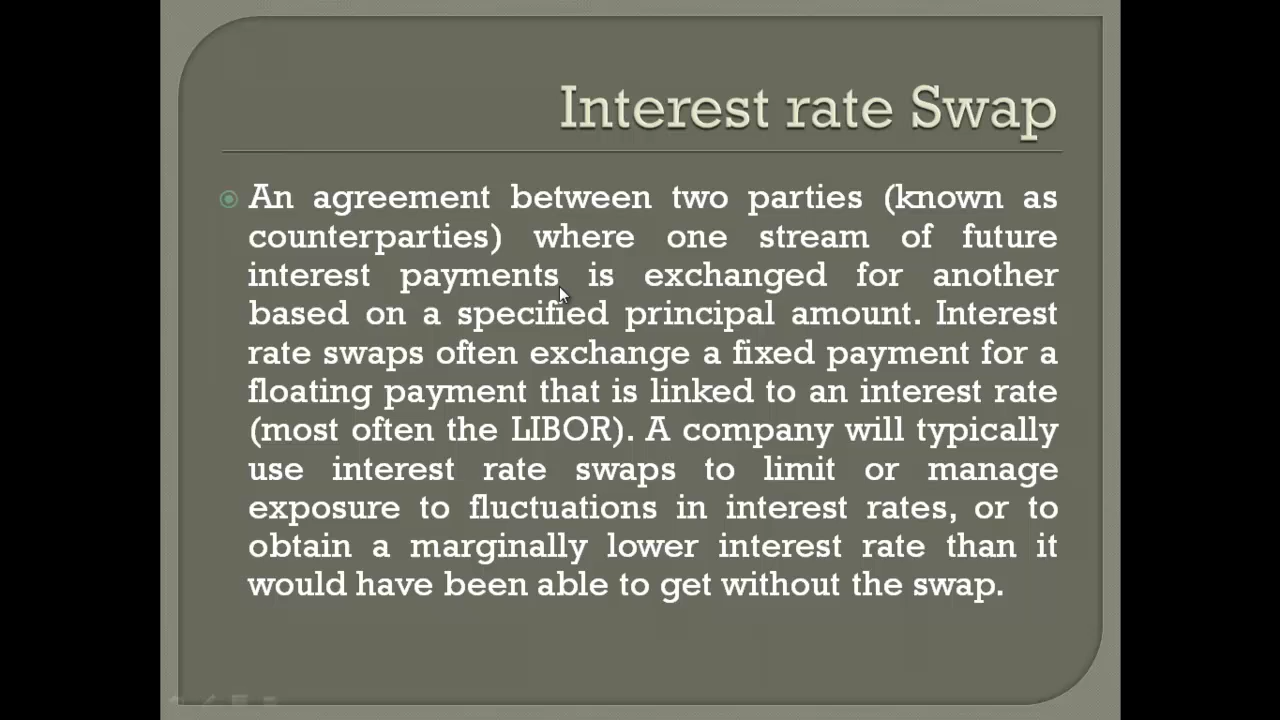 Interest rate Swap
An agreement between two parties (known as
counterparties) where one stream of future
interest payments is exchanged for another
based on a specified principal amount. Interest
rate swaps often exchange a fixed payment for a
floating payment that is linked to an interest rate
(most often the LIBOR). A company will typically
use interest rate swaps to limit or manage
exposure to fluctuations in interest rates, or to
obtain a marginally lower interest rate than it
would have been able to get without the swap.